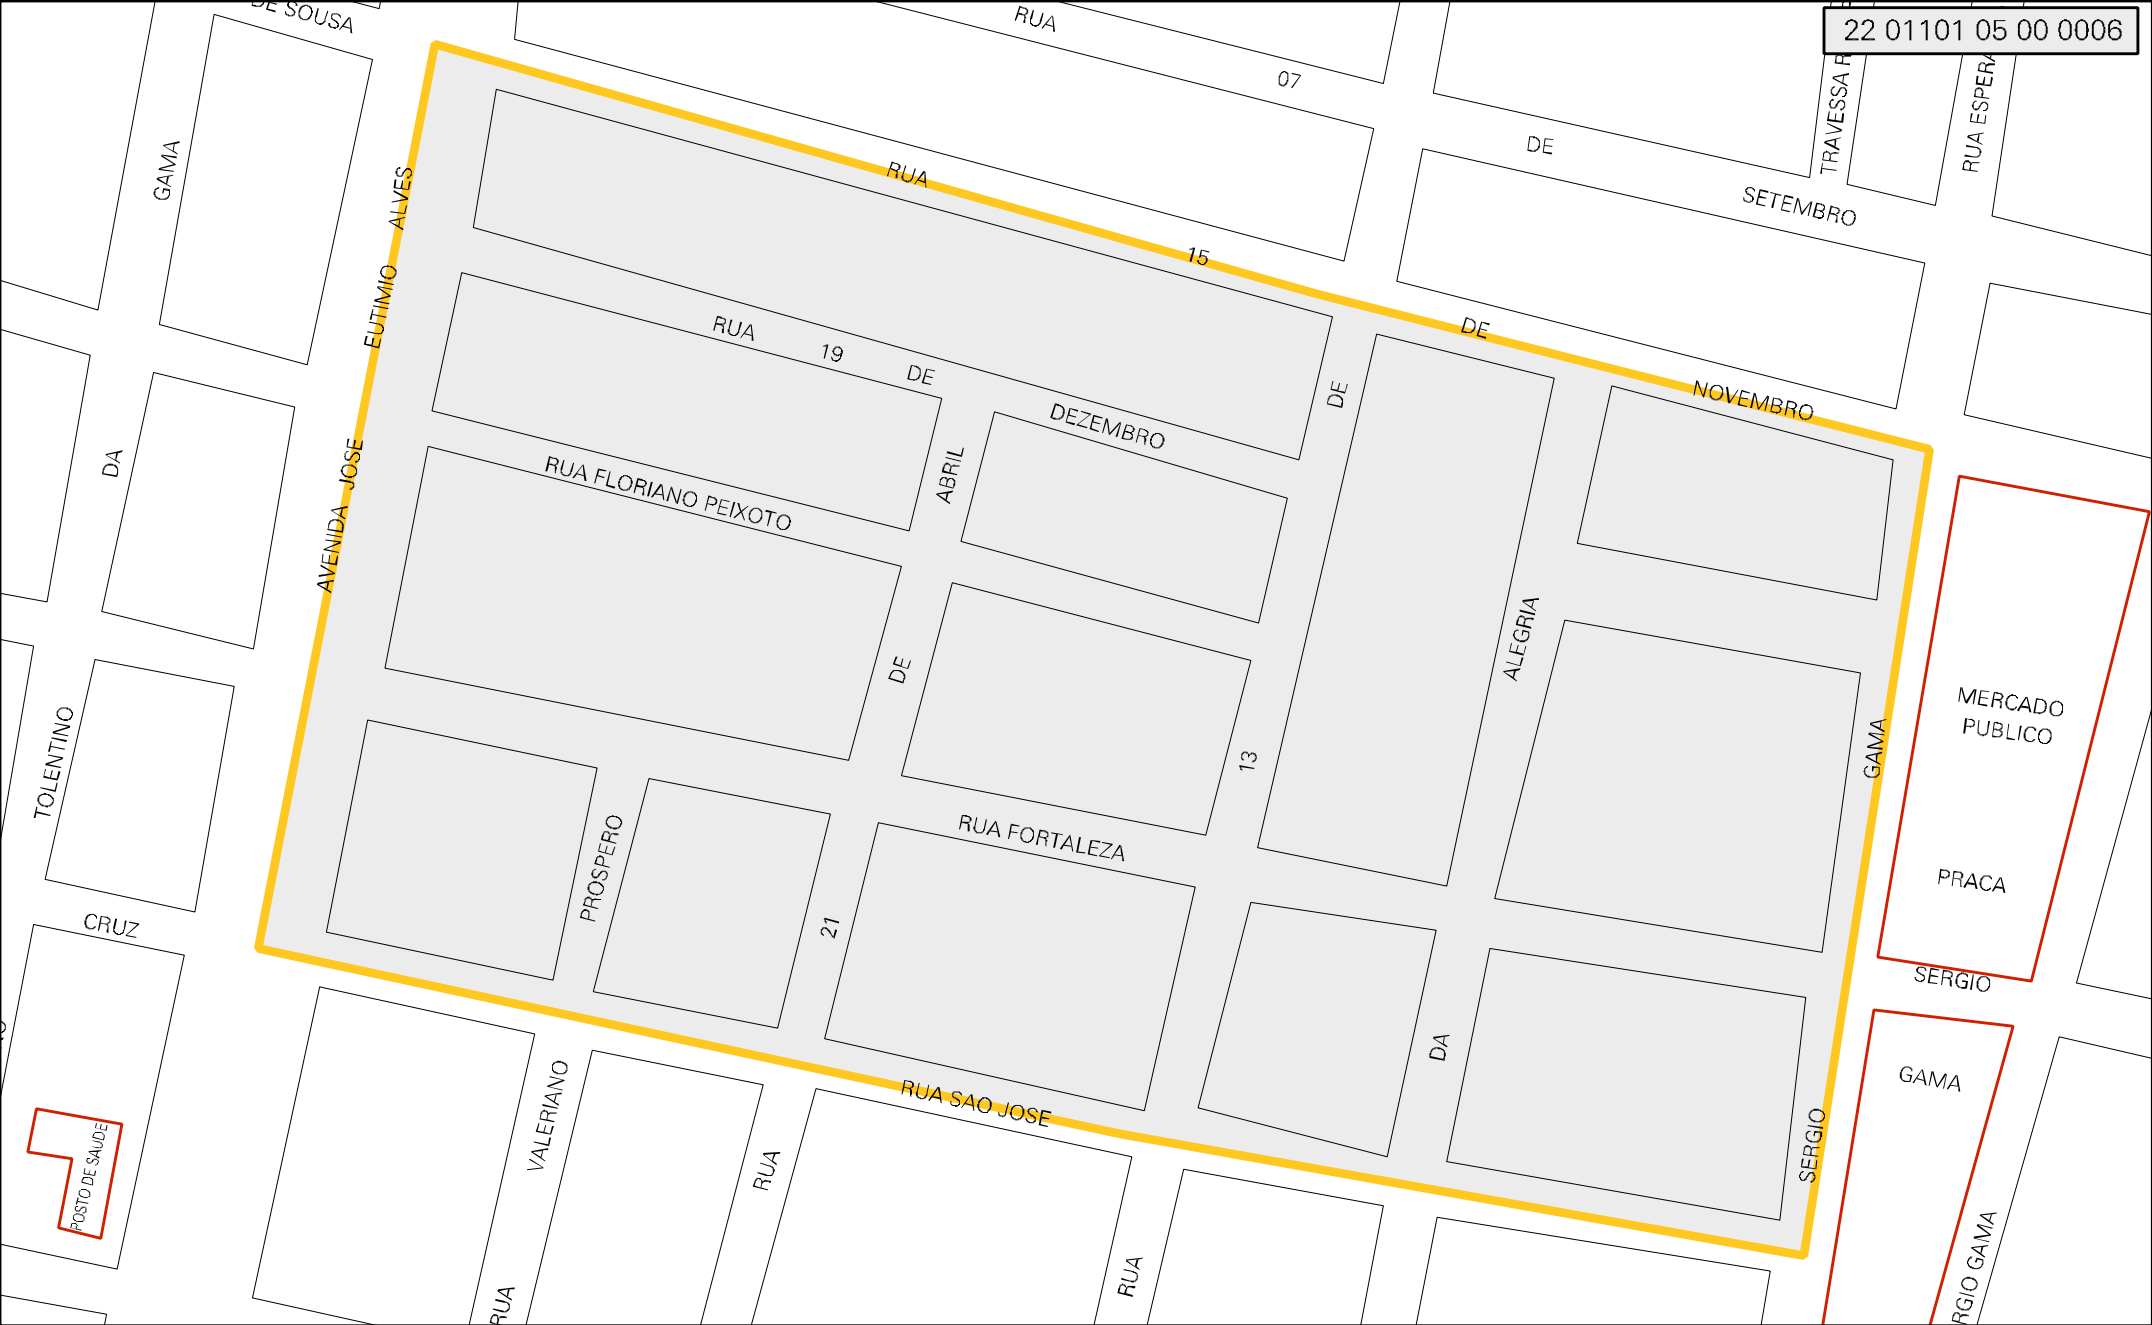 22 01101 05 00 0006
DE SOUSA
RUA
07
DE
SETEMBRO
TRAVESSA R
RUA ESPERA
GAMA
DA
TOLENTINO
CRUZ
AVENIDA JOSE EUTIMIO ALVES
RUA
15
DE
NOVEMBRO
RUA
19
DE
DEZEMBRO
RUA FLORIANO PEIXOTO
ABRIL
DE
21
RUA
DE
13
RUA
ALEGRIA
DA
RUA FORTALEZA
PROSPERO
VALERIANO
RUA
RUA SAO JOSE
GAMA
SERGIO
MERCADO
PUBLICO
PRACA
SERGIO
GAMA
RGIO GAMA
POSTO DE SAUDE